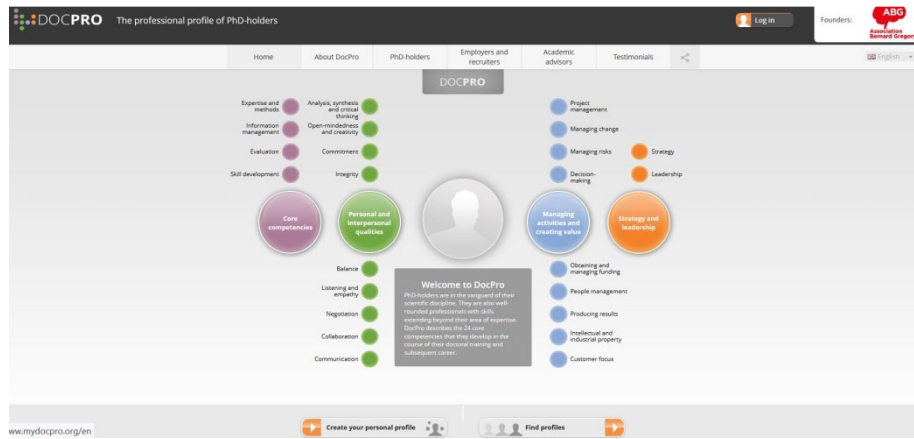 DOCPRO The professional profile of PhD-holders
Log in
Founders:
ABG
Association
Bernard Gregory
Home
About DocPro
PhD-holders
Employers and
recruiters
Academic
advisors
Testimonials
English
DOCPRO
Expertise and
methods
Information
management
Evaluation
Skill development
Analysis, synthesis
and critical
thinking
Open-mindedness
and creativity
Commitment
Integrity
Project
management
Managing change
Managing risks
Decision-
making
Strategy
Leadership
Core
competencies
Personal and
interpersonal
qualities
Managing
activities and
creating value
Strategy and
leadership
Balance
Listening and
empathy
Negotiation
Collaboration
Communication
Welcome to DocPro
PhD-holders are in the vanguard of their
scientific discipline. They are also well-
rounded professionals with skills
extending beyond their area of expertise.
DocPro describes the 24 core
competencies that they develop in the
course of their doctoral training and
subsequent career.
Obtaining and
managing funding
People management
Producing results
Intellectual and
industrial property
Customer focus
Create your personal profile
Find profiles
ww.mydocpro.org/en